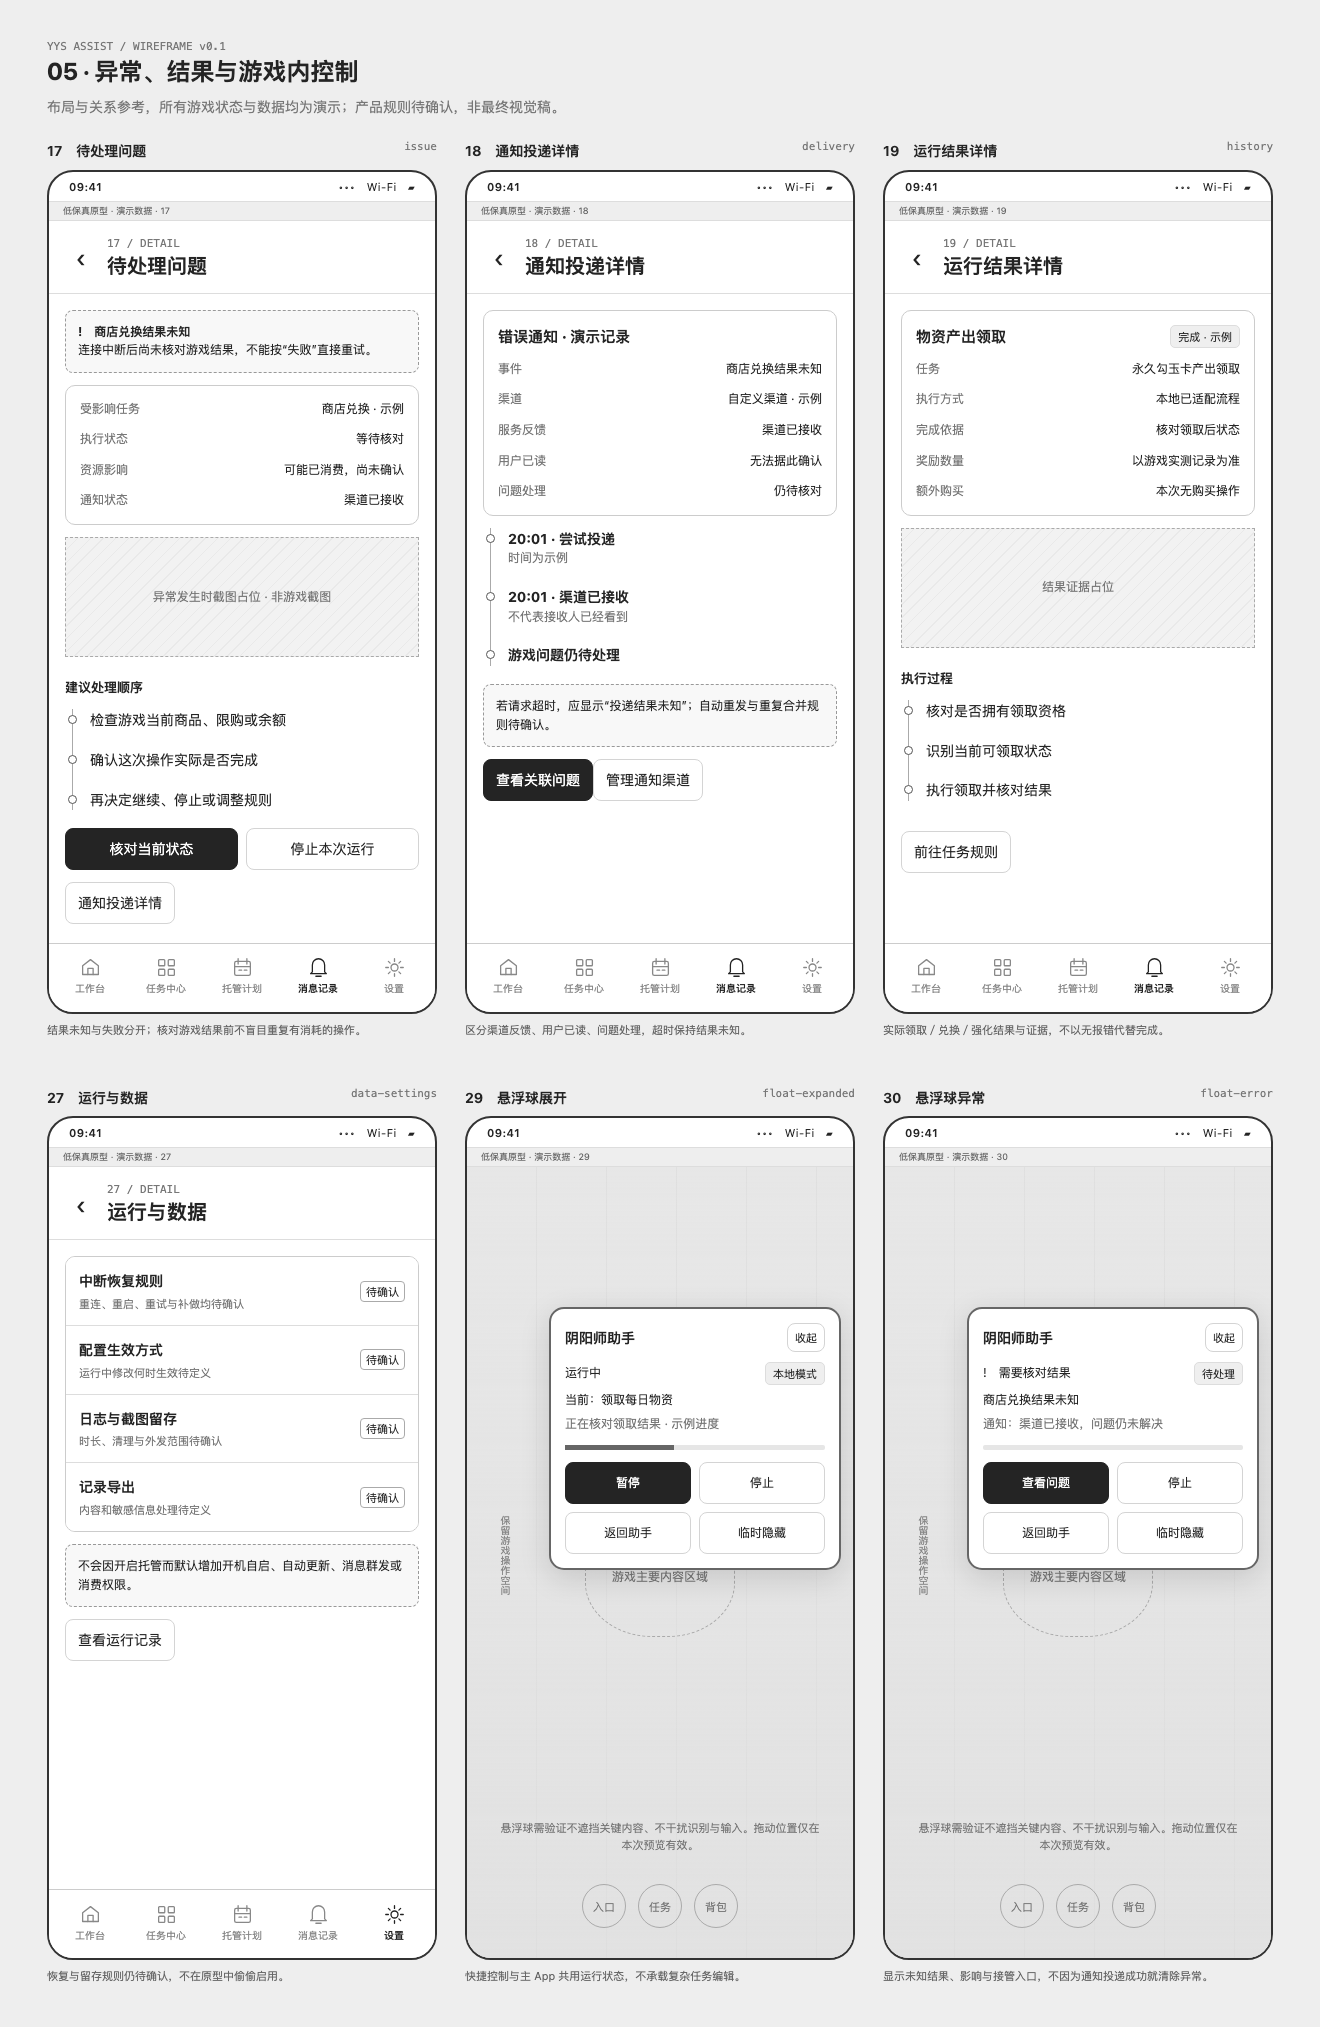 YYS ASSIST / WIREFRAME v0.1
05 · 异常、结果与游戏内控制
布局与关系参考，所有游戏状态与数据均为演示；产品规则待确认，非最终视觉稿。
17 待处理问题 issue
09:41 ••• Wi-Fi
低保真原型 · 演示数据 · 17
17 / DETAIL
‹ 待处理问题
! 商店兑换结果未知
连接中断后尚未核对游戏结果，不能按“失败”直接重试。
受影响任务 商店兑换 · 示例
执行状态 等待核对
资源影响 可能已消费，尚未确认
通知状态 渠道已接收
异常发生时截图占位 · 非游戏截图
建议处理顺序
检查游戏当前商品、限购或余额
确认这次操作实际是否完成
再决定继续、停止或调整规则
核对当前状态 停止本次运行
通知投递详情
工作台 任务中心 托管计划 消息记录 设置
结果未知与失败分开；核对游戏结果前不盲目重复有消耗的操作。
18 通知投递详情 delivery
09:41 ••• Wi-Fi
低保真原型 · 演示数据 · 18
18 / DETAIL
‹ 通知投递详情
错误通知 · 演示记录
事件 商店兑换结果未知
渠道 自定义渠道 · 示例
服务反馈 渠道已接收
用户已读 无法据此确认
问题处理 仍待核对
20:01 · 尝试投递
时间为示例
20:01 · 渠道已接收
不代表接收人已经看到
游戏问题仍待处理
若请求超时，应显示“投递结果未知”；自动重发与重复合并规
则待确认。
查看关联问题 管理通知渠道
工作台 任务中心 托管计划 消息记录 设置
区分渠道反馈、用户已读、问题处理，超时保持结果未知。
19 运行结果详情 history
09:41 ••• Wi-Fi
低保真原型 · 演示数据 · 19
19 / DETAIL
‹ 运行结果详情
物资产出领取 完成 · 示例
任务 永久勾玉卡产出领取
执行方式 本地已适配流程
完成依据 核对领取后状态
奖励数量 以游戏实测记录为准
额外购买 本次无购买操作
结果证据占位
执行过程
核对是否拥有领取资格
识别当前可领取状态
执行领取并核对结果
前往任务规则
工作台 任务中心 托管计划 消息记录 设置
实际领取 / 兑换 / 强化结果与证据，不以无报错代替完成。
27 运行与数据 data-settings
09:41 ••• Wi-Fi
低保真原型 · 演示数据 · 27
27 / DETAIL
‹ 运行与数据
中断恢复规则 待确认
重连、重启、重试与补做均待确认
配置生效方式 待确认
运行中修改何时生效待定义
日志与截图留存 待确认
时长、清理与外发范围待确认
记录导出 待确认
内容和敏感信息处理待定义
不会因开启托管而默认增加开机自启、自动更新、消息群发或
消费权限。
查看运行记录
工作台 任务中心 托管计划 消息记录 设置
恢复与留存规则仍待确认，不在原型中偷偷启用。
29 悬浮球展开 float-expanded
09:41 ••• Wi-Fi
低保真原型 · 演示数据 · 29
阴阳师助手 收起
运行中 本地模式
当前：领取每日物资
正在核对领取结果 · 示例进度
暂停 停止
返回助手 临时隐藏
保留游戏操作空间
游戏主要内容区域
悬浮球需验证不遮挡关键内容、不干扰识别与输入。拖动位置仅在
本次预览有效。
入口 任务 背包
快捷控制与主 App 共用运行状态，不承载复杂任务编辑。
30 悬浮球异常 float-error
09:41 ••• Wi-Fi
低保真原型 · 演示数据 · 30
阴阳师助手 收起
! 需要核对结果 待处理
商店兑换结果未知
通知：渠道已接收，问题仍未解决
查看问题 停止
返回助手 临时隐藏
保留游戏操作空间
游戏主要内容区域
悬浮球需验证不遮挡关键内容、不干扰识别与输入。拖动位置仅在
本次预览有效。
入口 任务 背包
显示未知结果、影响与接管入口，不因为通知投递成功就清除异常。